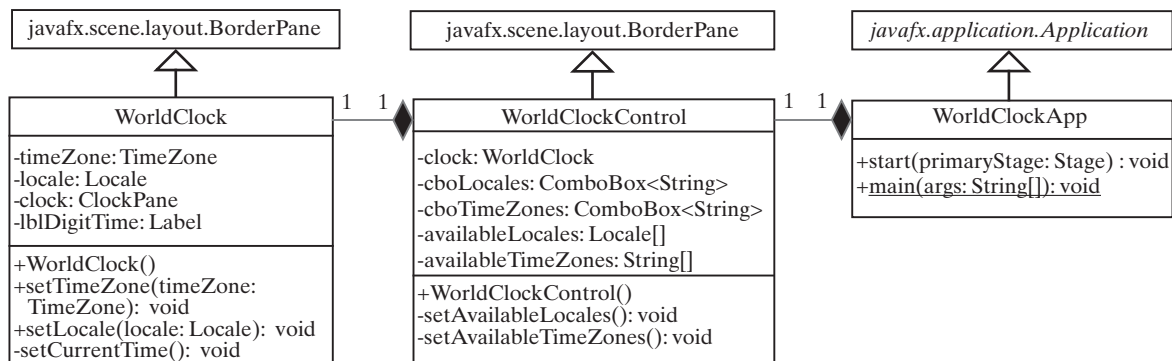 javafx.scene.layout.BorderPane
WorldClock
-timeZone: TimeZone
-locale: Locale
-clock: ClockPane
-lblDigitTime: Label
+WorldClock()
+setTimeZone(timeZone:
TimeZone): void
+setLocale(locale: Locale): void
-setCurrentTime(): void
1 1
javafx.scene.layout.BorderPane
WorldClockControl
-clock: WorldClock
-cboLocales: ComboBox<String>
-cboTimeZones: ComboBox<String>
-availableLocales: Locale[]
-availableTimeZones: String[]
+WorldClockControl()
-setAvailableLocales(): void
-setAvailableTimeZones(): void
1 1
javafx.application.Application
WorldClockApp
+start(primaryStage: Stage) : void
+main(args: String[]): void